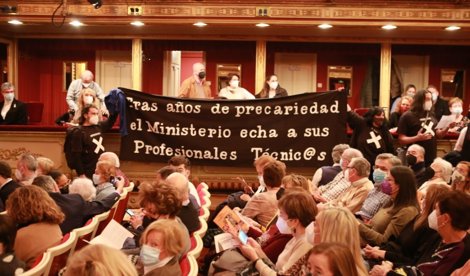 Tras años de precariedad
el Ministerio echa a sus
Profesionales Técnic@s